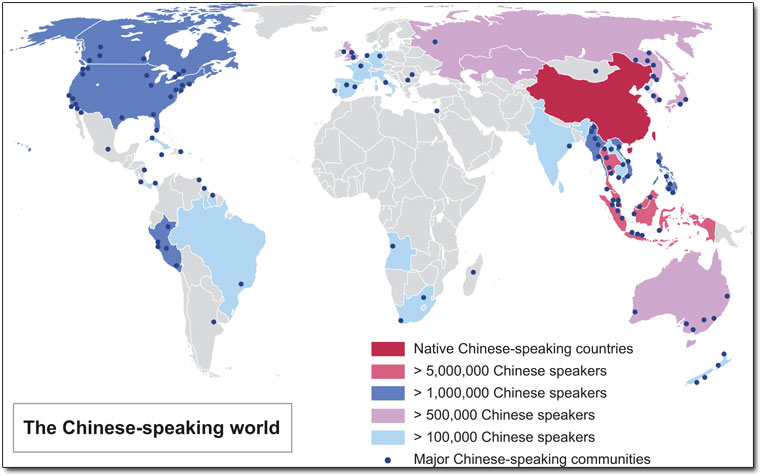 Native Chinese-speaking countries
> 5,000,000 Chinese speakers
> 1,000,000 Chinese speakers
> 500,000 Chinese speakers
> 100,000 Chinese speakers
Major Chinese-speaking communities
The Chinese-speaking world